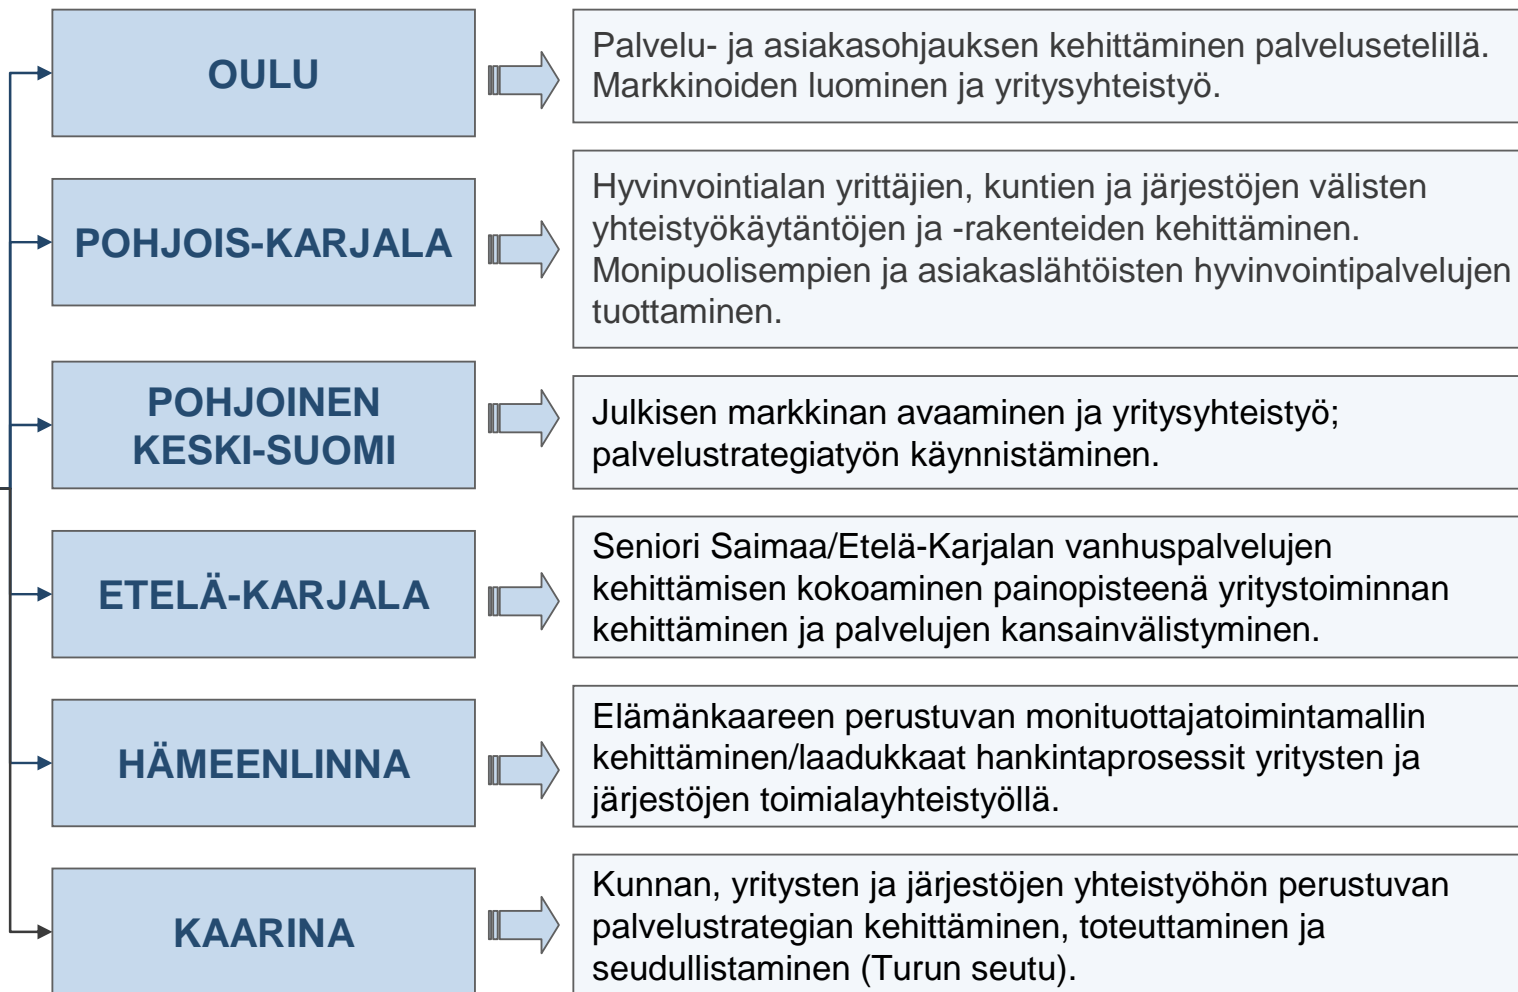 OULU
Palvelu- ja asiakasohjauksen kehittäminen palvelusetelillä.
Markkinoiden luominen ja yritysyhteistyö.
POHJOIS-KARJALA
Hyvinvointialan yrittäjien, kuntien ja järjestöjen välisten
yhteistyökäytäntöjen ja -rakenteiden kehittäminen.
Monipuolisempien ja asiakaslähtöisten hyvinvointipalvelujen
tuottaminen.
POHJOINEN
KESKI-SUOMI
Julkisen markkinan avaaminen ja yritysyhteistyö;
palvelustrategiatyön käynnistäminen.
ETELÄ-KARJALA
Seniori Saimaa/Etelä-Karjalan vanhuspalvelujen
kehittämisen kokoaminen painopisteenä yritystoiminnan
kehittäminen ja palvelujen kansainvälistyminen.
HÄMEENLINNA
Elämänkaareen perustuvan monituottajatoimintamallin
kehittäminen/laadukkaat hankintaprosessit yritysten ja
järjestöjen toimialayhteistyöllä.
KAARINA
Kunnan, yritysten ja järjestöjen yhteistyöhön perustuvan
palvelustrategian kehittäminen, toteuttaminen ja
seudullistaminen (Turun seutu).